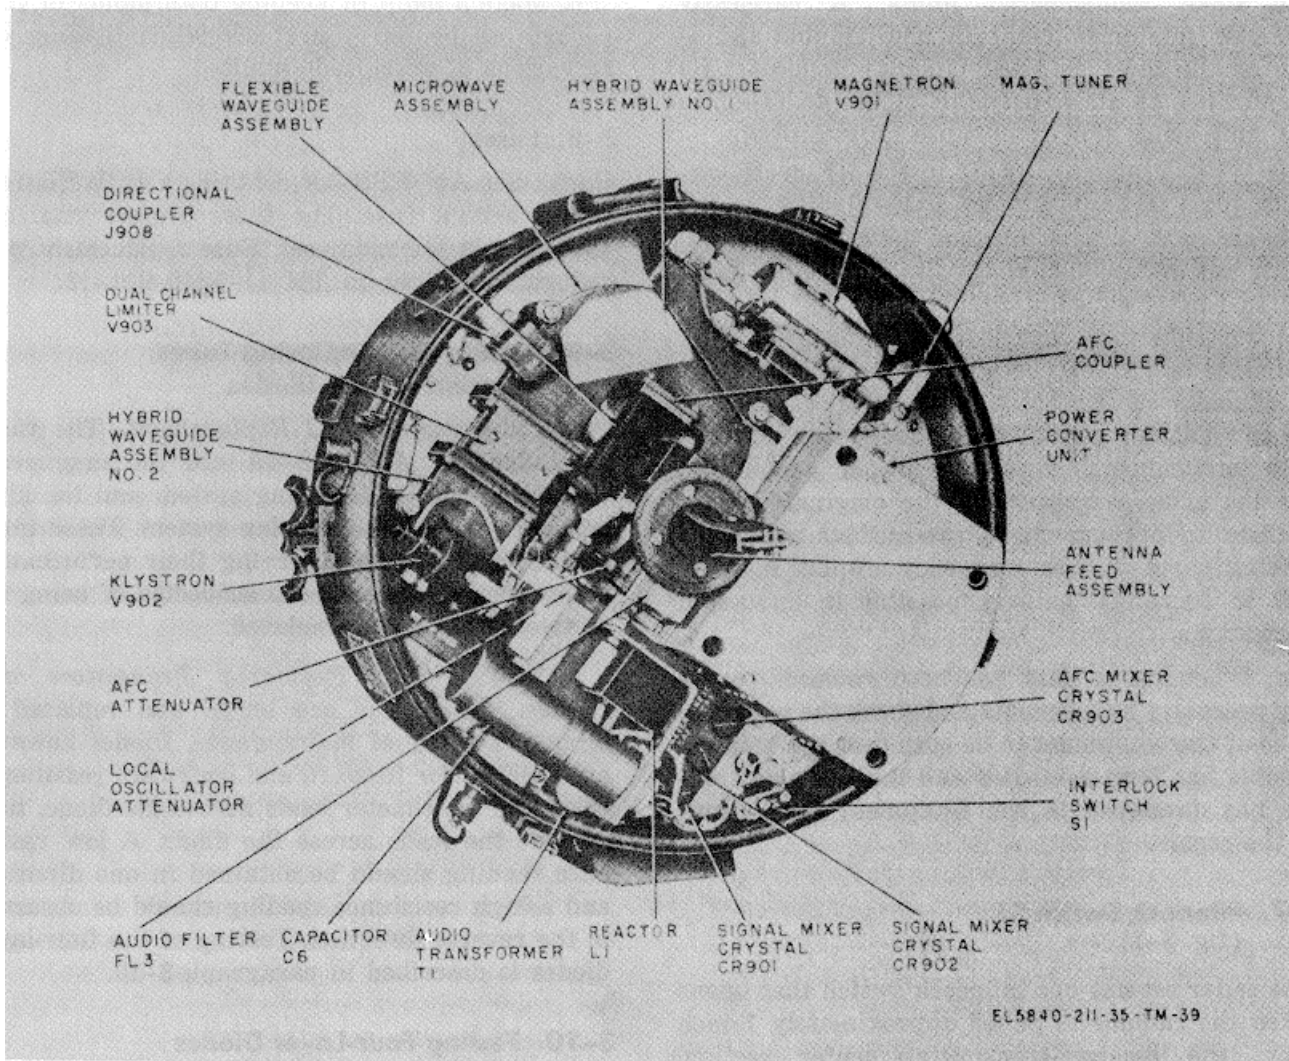 FLEXIBLE
WAVEGUIDE
ASSEMBLY
MICROWAVE
ASSEMBLY
HYBRID WAVEGUIDE
ASSEMBLY NO. 1
MAGNETRON
V901
MAG. TUNER
DIRECTIONAL
COUPLER
J908
DUAL CHANNEL
LIMITER
V903
AFC
COUPLER
HYBRID
WAVEGUIDE
ASSEMBLY
NO. 2
POWER
CONVERTER
UNIT
KLYSTRON
V902
ANTENNA
FEED
ASSEMBLY
AFC
ATTENUATOR
AFC MIXER
CRYSTAL
CR903
LOCAL
OSCILLATOR
ATTENUATOR
INTERLOCK
SWITCH
S1
AUDIO FILTER
FL3
CAPACITOR
C6
AUDIO
TRANSFORMER
T1
REACTOR
L1
SIGNAL MIXER
CRYSTAL
CR901
SIGNAL MIXER
CRYSTAL
CR902
EL5840-211-35-TM-39